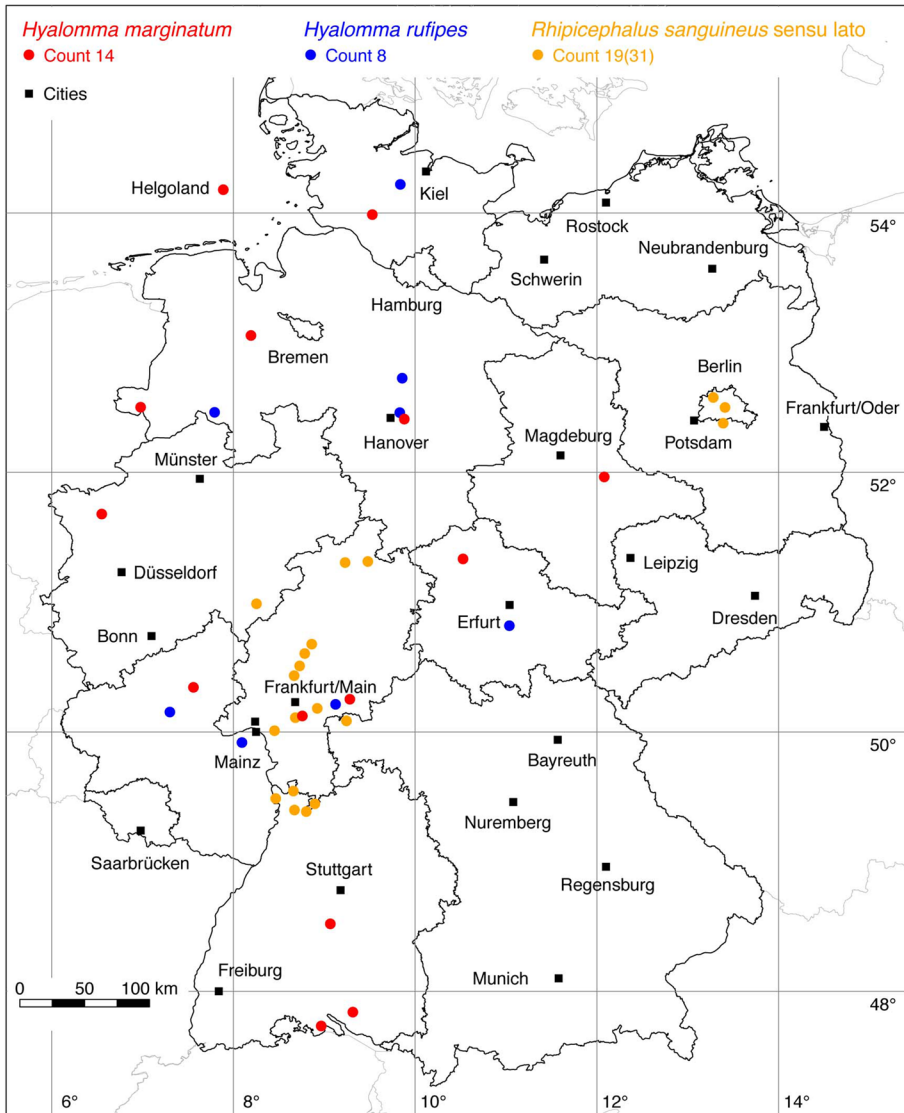 Hyalomma marginatum
Hyalomma rufipes
Rhipicephalus sanguineus sensu lato
Count 14
Count 8
Count 19(31)
Cities
Helgoland
Kiel
54°
Rostock
Neubrandenburg
Schwerin
Hamburg
Bremen
Berlin
Frankfurt/Oder
Hanover
Magdeburg
Potsdam
Münster
52°
Leipzig
Düsseldorf
Dresden
Erfurt
Bonn
Frankfurt/Main
50°
Mainz
Bayreuth
Nuremberg
Saarbrücken
Stuttgart
Regensburg
Freiburg
Munich
0 50 100 km
48°
6° 8° 10° 12° 14°